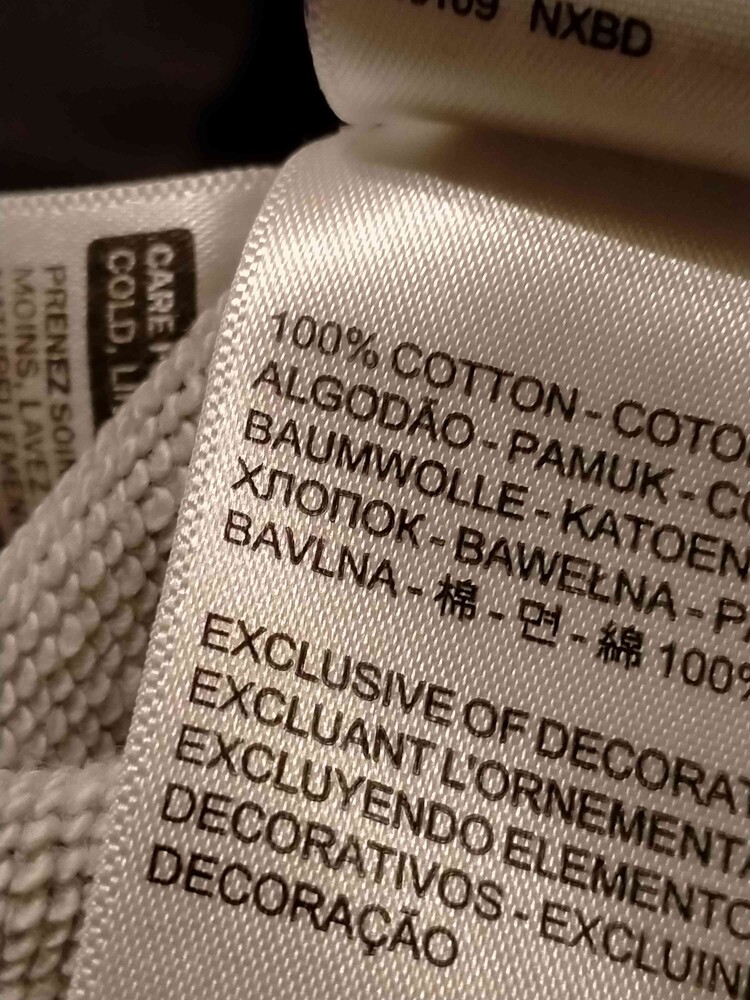 NXBD
CARE
COLD,
PRENEZ
MOINS, LAVEZ
100% COTTON - COTO
ALGODÃO - PAMUK - C
BAUMWOLLE - KATOEN
ХЛОПОК - BAWEŁNA - P
BAVLNA - 棉 - 면 - 綿 100%
EXCLUSIVE OF DECORAT
EXCLUANT L'ORNEMENTA
EXCLUYENDO ELEMENTO
DECORATIVOS - EXCLUIN
DECORAÇÃO